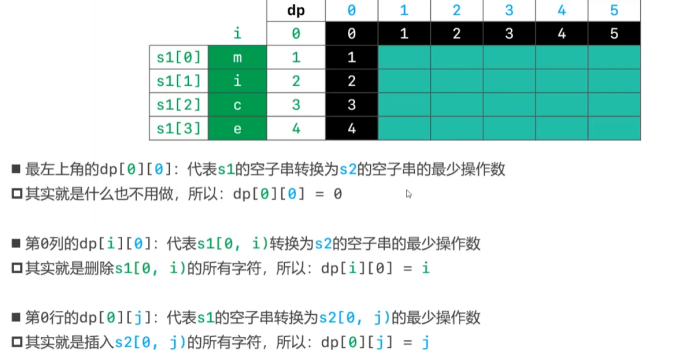 dp 0 1 2 3 4 5
i 0 0 1 2 3 4 5
s1[0] m 1 1
s1[1] i 2 2
s1[2] c 3 3
s1[3] e 4 4
■ 最左上角的dp[0][0]：代表s1的空子串转换为s2的空子串的最少操作数
□ 其实就是什么也不用做，所以：dp[0][0] = 0
■ 第0列的dp[i][0]：代表s1[0, i)转换为s2的空子串的最少操作数
□ 其实就是删除s1[0, i)的所有字符，所以：dp[i][0] = i
■ 第0行的dp[0][j]：代表s1的空子串转换为s2[0, j)的最少操作数
□ 其实就是插入s2[0, j)的所有字符，所以：dp[0][j] = j